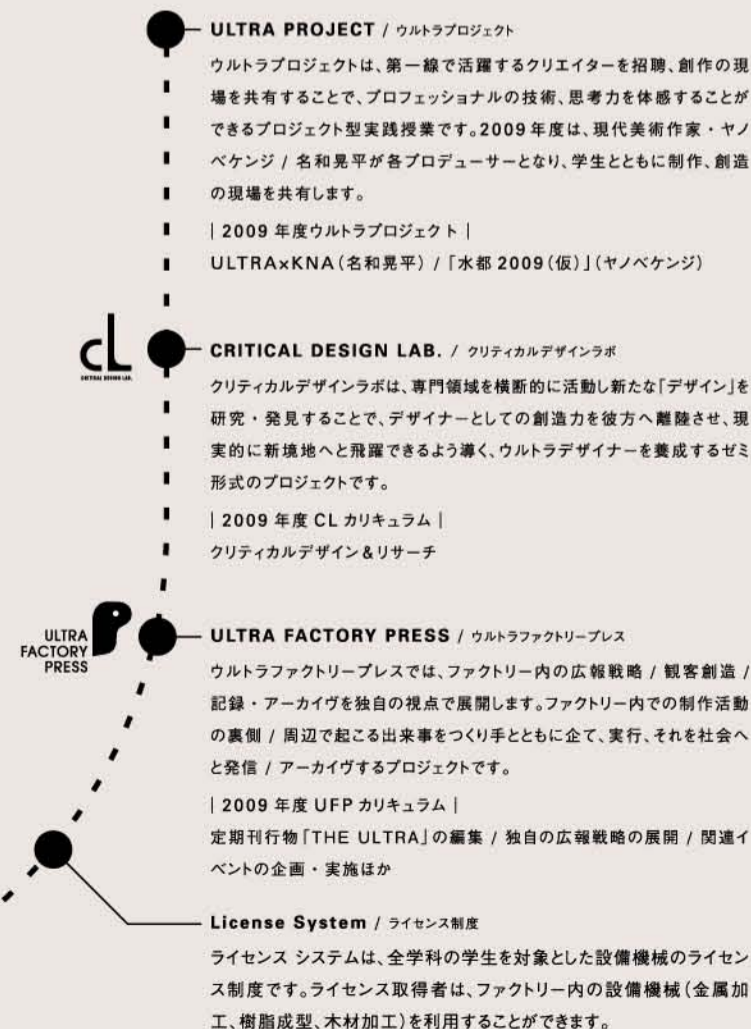 ULTRA PROJECT / ウルトラプロジェクト
ウルトラプロジェクトは、第一線で活躍するクリエイターを招聘、創作の現
場を共有することで、プロフェッショナルの技術、思考力を体感することが
できるプロジェクト型実践授業です。2009年度は、現代美術作家・ヤノ
ベケンジ / 名和晃平が各プロデューサーとなり、学生とともに制作、創造
の現場を共有します。
| 2009 年度ウルトラプロジェクト |
ULTRA×KNA(名和晃平) / 「水都 2009(仮)」(ヤノベケンジ)
cL
CRITICAL DESIGN LAB.
CRITICAL DESIGN LAB. / クリティカルデザインラボ
クリティカルデザインラボは、専門領域を横断的に活動し新たな「デザイン」を
研究・発見することで、デザイナーとしての創造力を彼方へ離陸させ、現
実的に新境地へと飛躍できるよう導く、ウルトラデザイナーを養成するゼミ
形式のプロジェクトです。
| 2009 年度 CL カリキュラム |
クリティカルデザイン&リサーチ
ULTRA
FACTORY
PRESS
ULTRA FACTORY PRESS / ウルトラファクトリープレス
ウルトラファクトリープレスでは、ファクトリー内の広報戦略 / 観客創造 /
記録・アーカイヴを独自の視点で展開します。ファクトリー内での制作活動
の裏側 / 周辺で起こる出来事をつくり手とともに企て、実行、それを社会へ
と発信 / アーカイヴするプロジェクトです。
| 2009 年度 UFP カリキュラム |
定期刊行物「THE ULTRA」の編集 / 独自の広報戦略の展開 / 関連イ
ベントの企画・実施ほか
License System / ライセンス制度
ライセンス システムは、全学科の学生を対象とした設備機械のライセン
ス制度です。ライセンス取得者は、ファクトリー内の設備機械(金属加
工、樹脂成型、木材加工)を利用することができます。